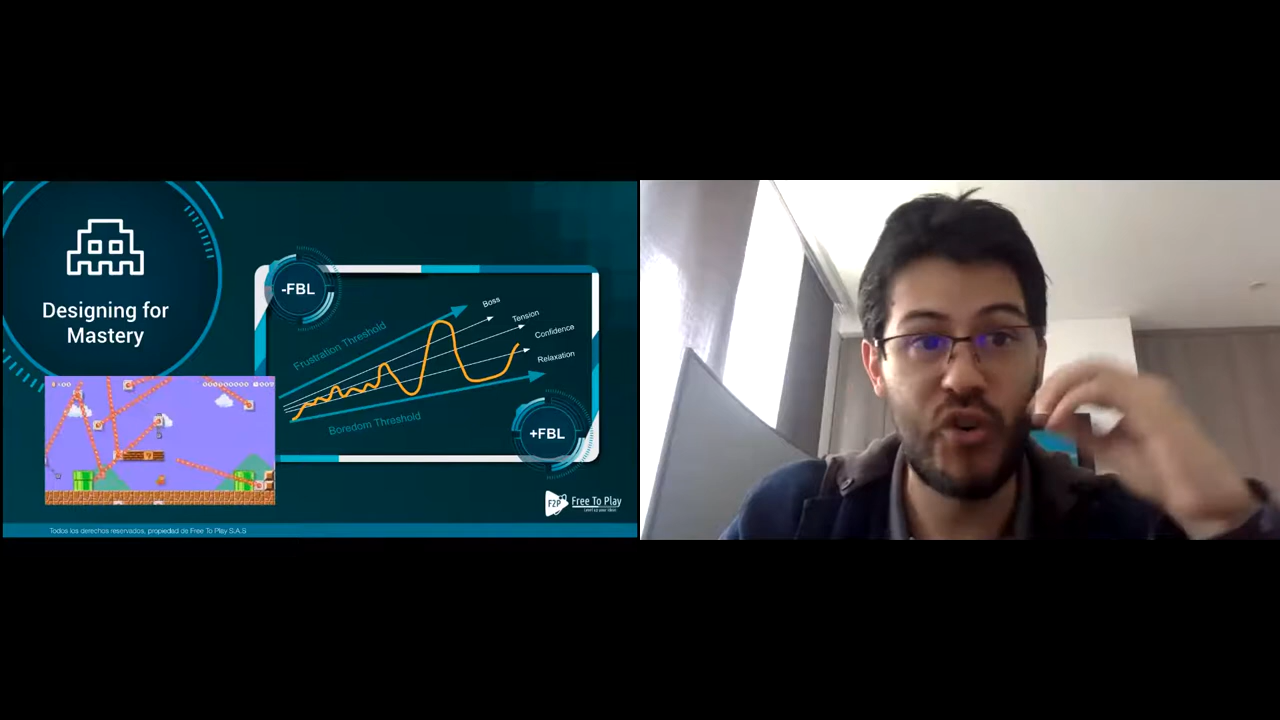 Designing for
Mastery
-FBL
Frustration Threshold
Boss
Tension
Confidence
Relaxation
Boredom Threshold
+FBL
F2P
Free To Play
Todos los derechos reservados, propiedad de Free To Play S.A.S